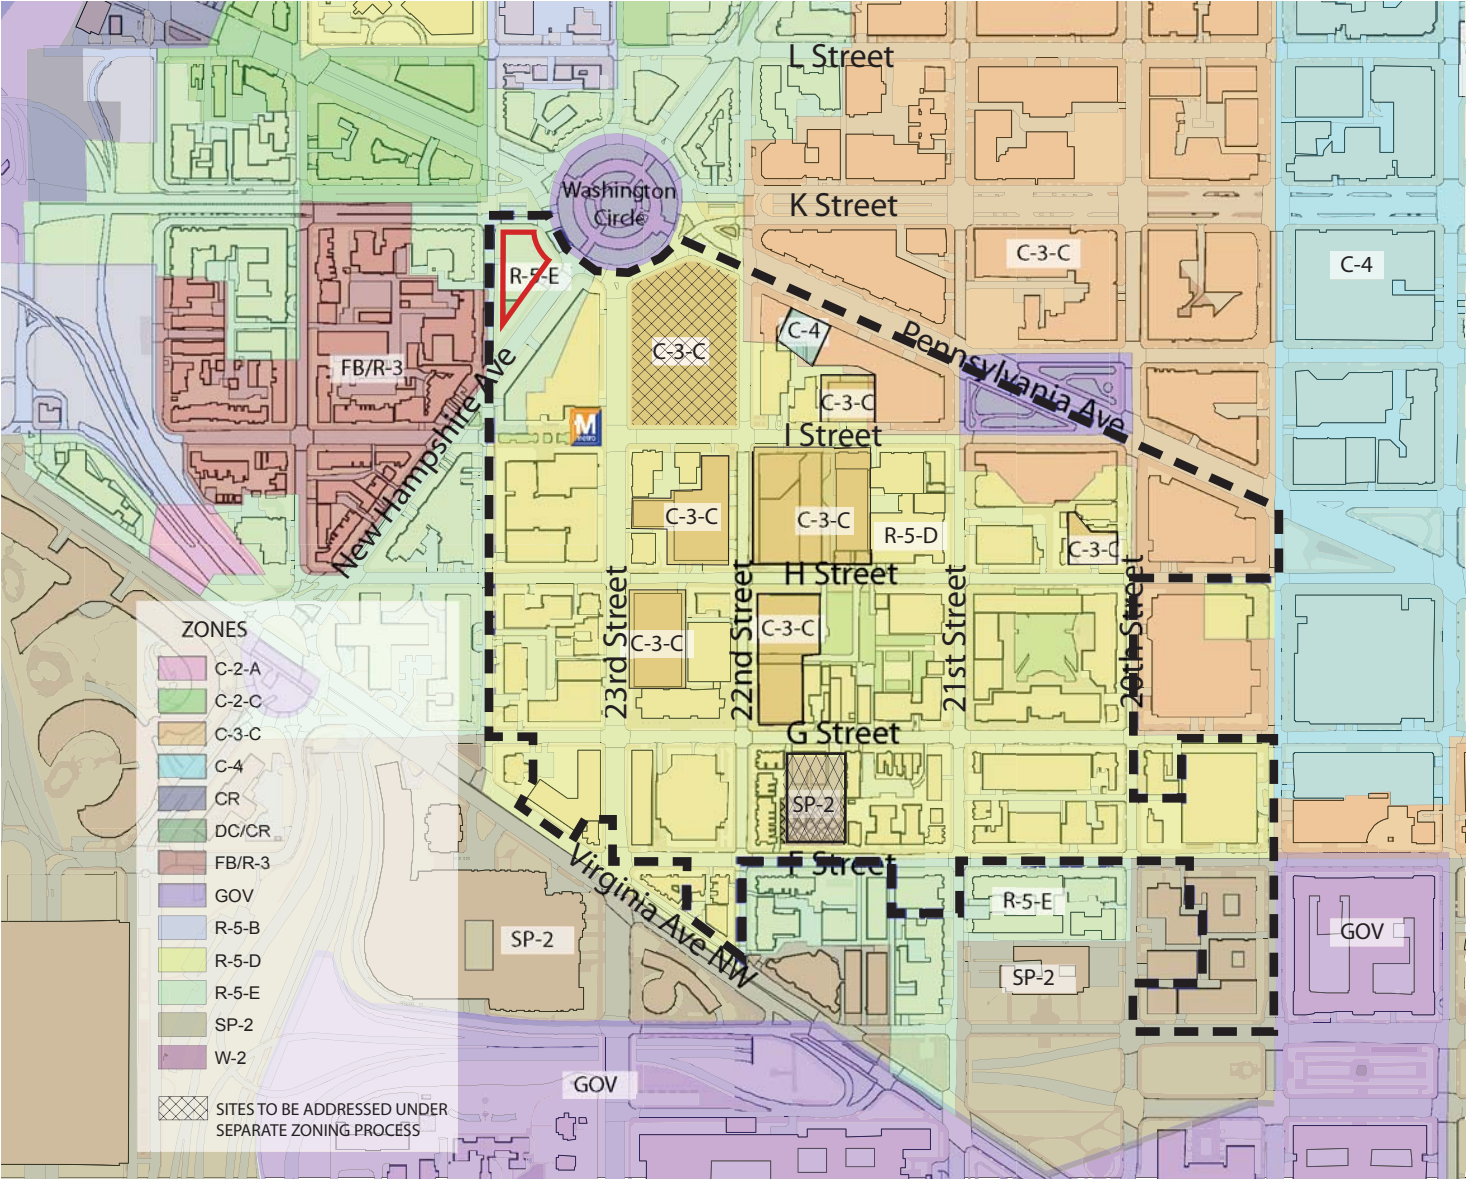 L Street
Washington
Circle
K Street
C-3-C
C-4
R-5-E
C-4
Pennsylvania Ave
C-3-C
FB/R-3
C-3-C
New Hampshire Ave
M
metro
I Street
C-3-C
C-3-C
R-5-D
C-3-C
H Street
23rd Street
22nd Street
21st Street
20th Street
C-3-C
C-3-C
G Street
SP-2
F Street
Virginia Ave NW
R-5-E
SP-2
SP-2
GOV
GOV
ZONES
C-2-A
C-2-C
C-3-C
C-4
CR
DC/CR
FB/R-3
GOV
R-5-B
R-5-D
R-5-E
SP-2
W-2
SITES TO BE ADDRESSED UNDER
SEPARATE ZONING PROCESS